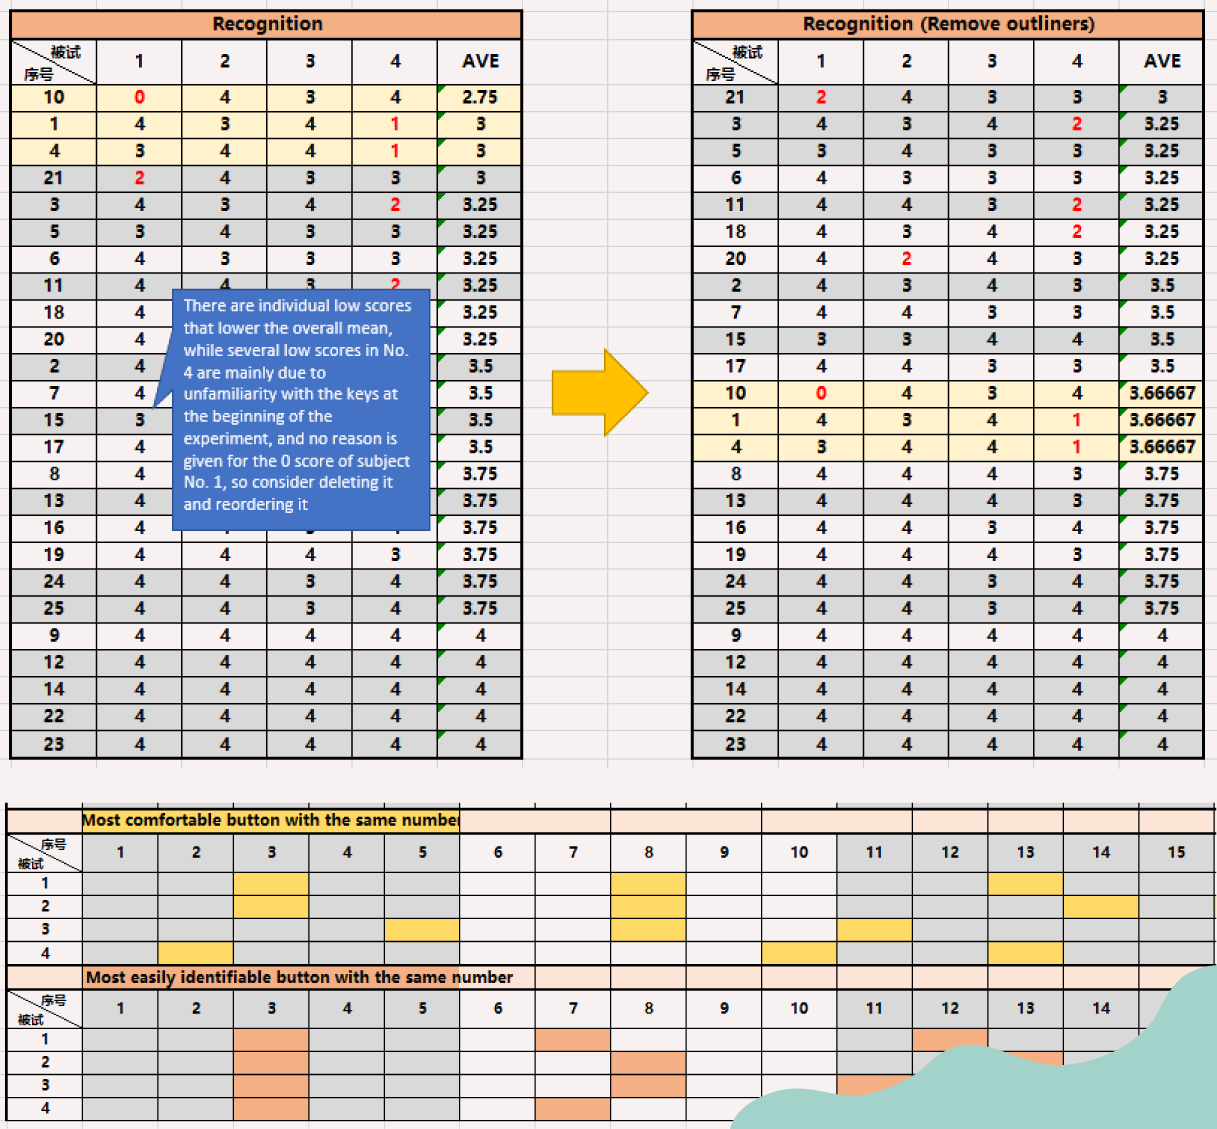 Recognition
被试
序号 1 2 3 4 AVE
10 0 4 3 4 2.75
1 4 3 4 1 3
4 3 4 4 1 3
21 2 4 3 3 3
3 4 3 4 2 3.25
5 3 4 3 3 3.25
6 4 3 3 3 3.25
11 4 4 3 2 3.25
18 4 3.25
20 4 3.25
2 4 3.5
7 4 3.5
15 3 3.5
17 4 3.5
8 4 3.75
13 4 3.75
16 4 3.75
19 4 4 4 3 3.75
24 4 4 3 4 3.75
25 4 4 3 4 3.75
9 4 4 4 4 4
12 4 4 4 4 4
14 4 4 4 4 4
22 4 4 4 4 4
23 4 4 4 4 4
There are individual low scores
that lower the overall mean,
while several low scores in No.
4 are mainly due to
unfamiliarity with the keys at
the beginning of the
experiment, and no reason is
given for the 0 score of subject
No. 1, so consider deleting it
and reordering it
Recognition (Remove outliners)
被试
序号 1 2 3 4 AVE
21 2 4 3 3 3
3 4 3 4 2 3.25
5 3 4 3 3 3.25
6 4 3 3 3 3.25
11 4 4 3 2 3.25
18 4 3 4 2 3.25
20 4 2 4 3 3.25
2 4 3 4 3 3.5
7 4 4 3 3 3.5
15 3 3 4 4 3.5
17 4 4 3 3 3.5
10 0 4 3 4 3.66667
1 4 3 4 1 3.66667
4 3 4 4 1 3.66667
8 4 4 4 3 3.75
13 4 4 4 3 3.75
16 4 4 3 4 3.75
19 4 4 4 3 3.75
24 4 4 3 4 3.75
25 4 4 3 4 3.75
9 4 4 4 4 4
12 4 4 4 4 4
14 4 4 4 4 4
22 4 4 4 4 4
23 4 4 4 4 4
Most comfortable button with the same number
序号
被试 1 2 3 4 5 6 7 8 9 10 11 12 13 14 15
1
2
3
4
Most easily identifiable button with the same number
序号
被试 1 2 3 4 5 6 7 8 9 10 11 12 13 14
1
2
3
4